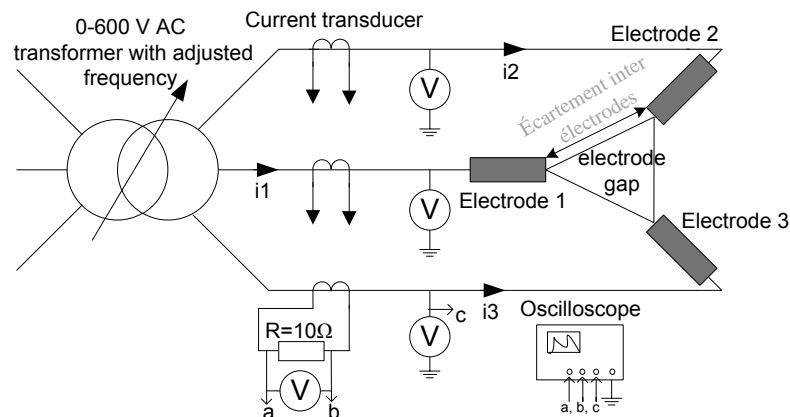 0-600 V AC
transformer with adjusted
frequency
Current transducer
Electrode 2
i2
V
Écartement inter
électrodes
electrode
gap
i1
V
Electrode 1
Electrode 3
i3
c
Oscilloscope
R=10Ω
V
V
a
b
a, b, c